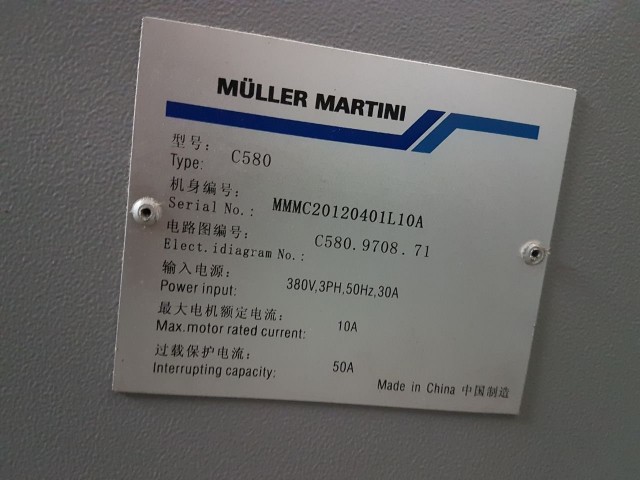 MÜLLER MARTINI
型号:
Type: C580
机身编号:
Serial No.: MMMC20120401L10A
电路图编号:
Elect.idiagram No.: C580.9708.71
输入电源:
Power input: 380V,3PH,50Hz,30A
最大电机额定电流:
Max.motor rated current: 10A
过载保护电流:
Interrupting capacity: 50A
Made in China 中国制造